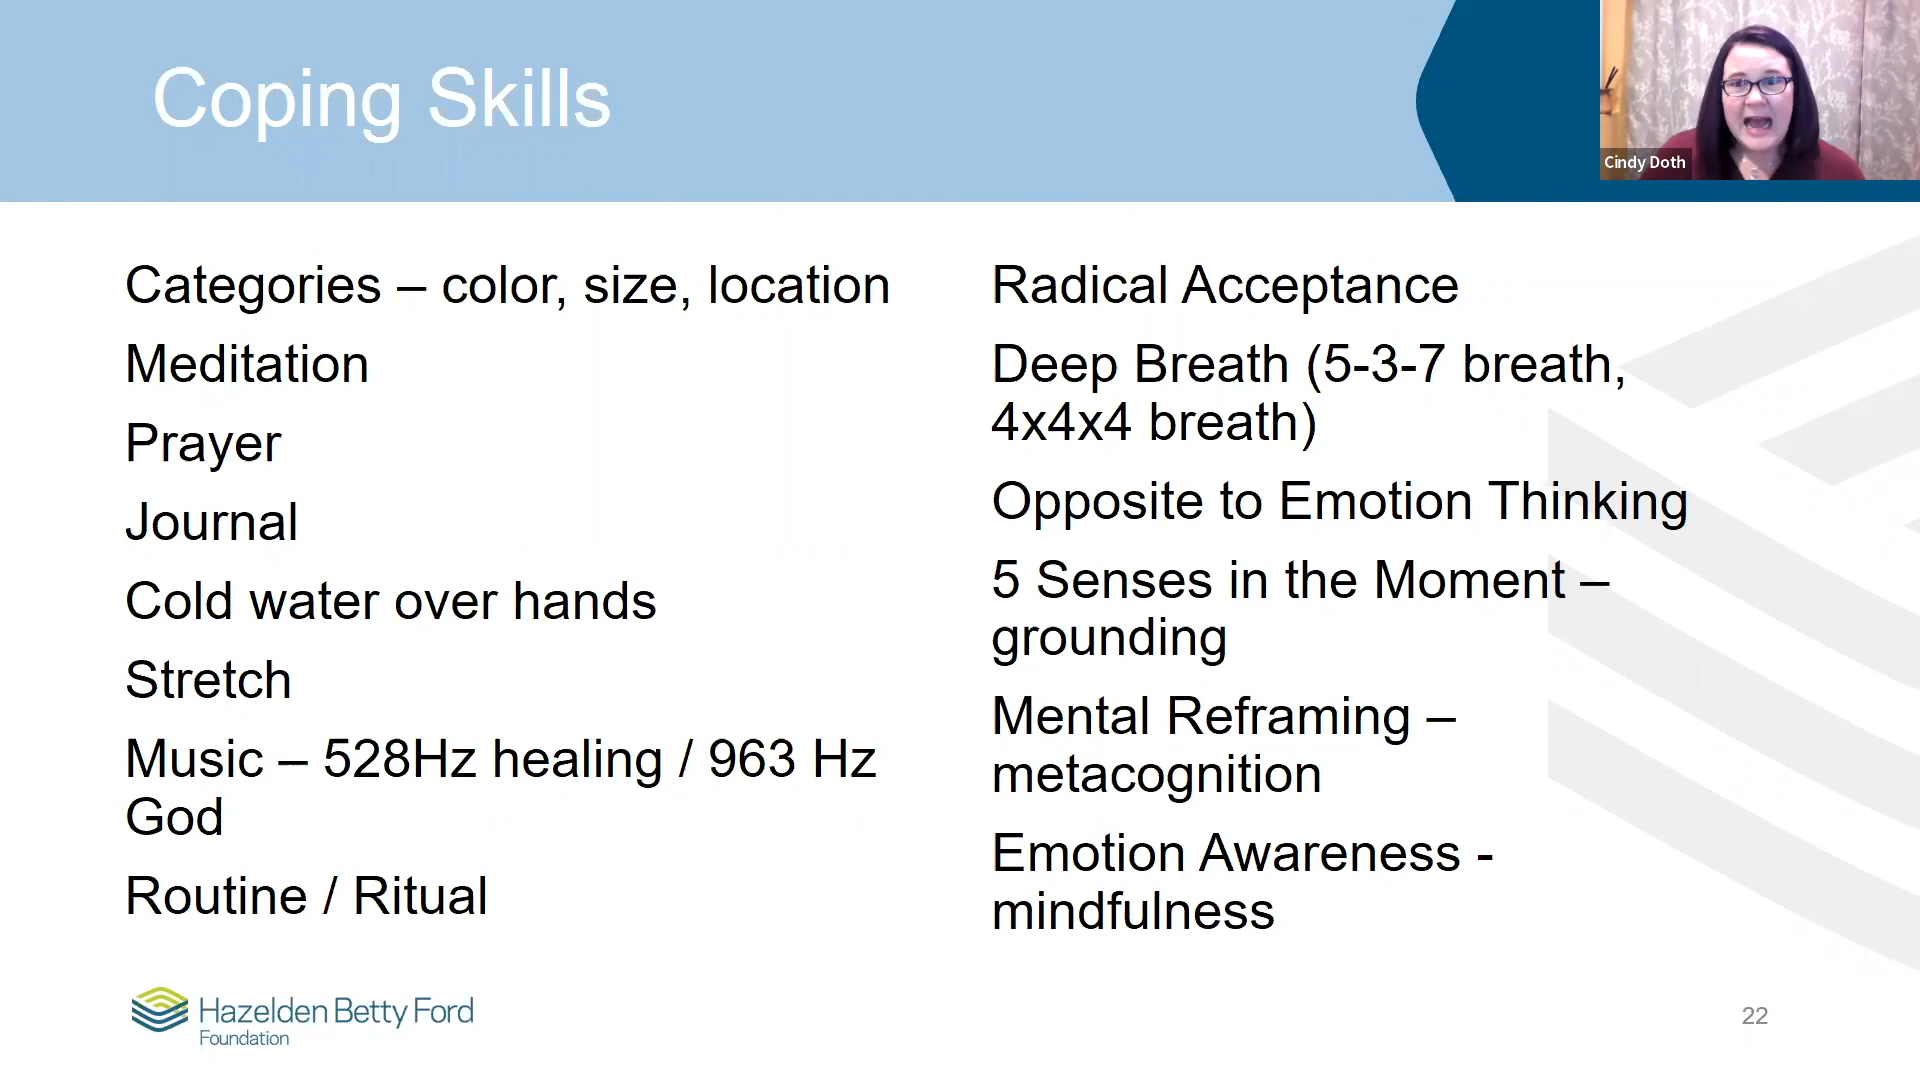 Coping Skills
Cindy Doth
Categories – color, size, location
Meditation
Prayer
Journal
Cold water over hands
Stretch
Music – 528Hz healing / 963 Hz
God
Routine / Ritual
Radical Acceptance
Deep Breath (5-3-7 breath,
4x4x4 breath)
Opposite to Emotion Thinking
5 Senses in the Moment –
grounding
Mental Reframing –
metacognition
Emotion Awareness -
mindfulness
Hazelden Betty Ford
Foundation
22